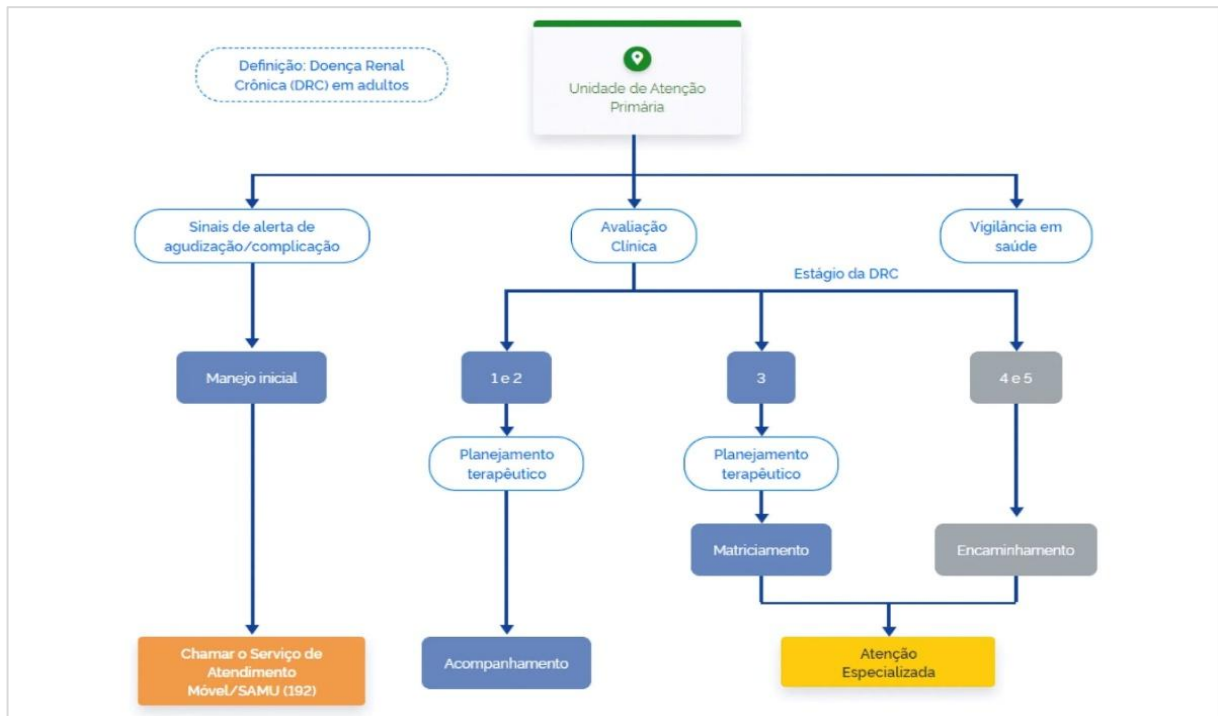 Definição: Doença Renal
Crônica (DRC) em adultos
Unidade de Atenção
Primária
Sinais de alerta de
agudização/complicação
Avaliação
Clínica
Vigilância em
saúde
Estágio da DRC
Manejo inicial
1 e 2
3
4 e 5
Planejamento
terapêutico
Planejamento
terapêutico
Matriciamento
Encaminhamento
Chamar o Serviço de
Atendimento
Móvel/SAMU (192)
Acompanhamento
Atenção
Especializada